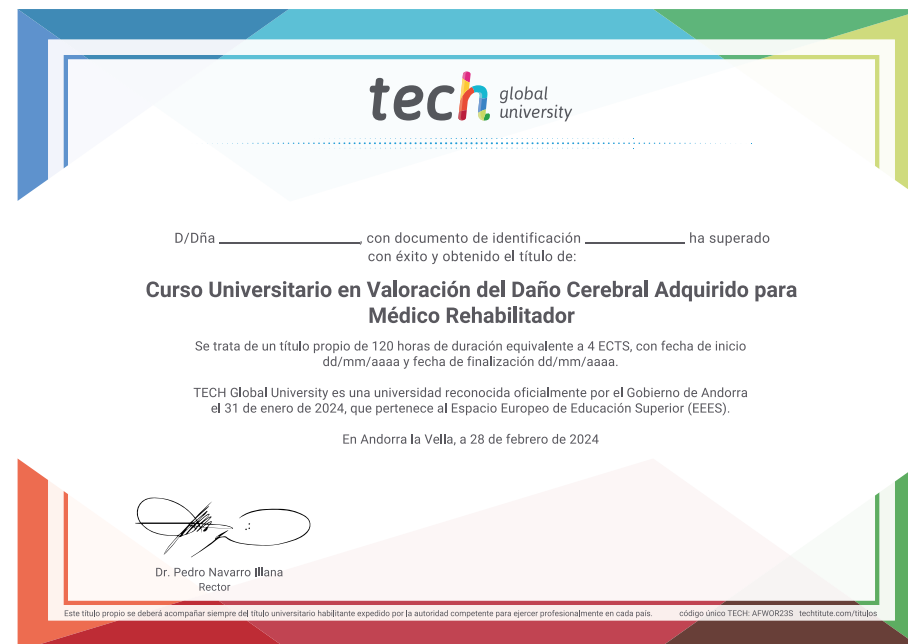 tech global university
D/Dña ____________________, con documento de identificación ______________ ha superado
con éxito y obtenido el título de:
Curso Universitario en Valoración del Daño Cerebral Adquirido para
Médico Rehabilitador
Se trata de un título propio de 120 horas de duración equivalente a 4 ECTS, con fecha de inicio
dd/mm/aaaa y fecha de finalización dd/mm/aaaa.
TECH Global University es una universidad reconocida oficialmente por el Gobierno de Andorra
el 31 de enero de 2024, que pertenece al Espacio Europeo de Educación Superior (EEES).
En Andorra la Vella, a 28 de febrero de 2024
Dr. Pedro Navarro Illana
Rector
Este título propio se deberá acompañar siempre del título universitario habilitante expedido por la autoridad competente para ejercer profesionalmente en cada país. código único TECH: AFWOR23S techtitute.com/títulos